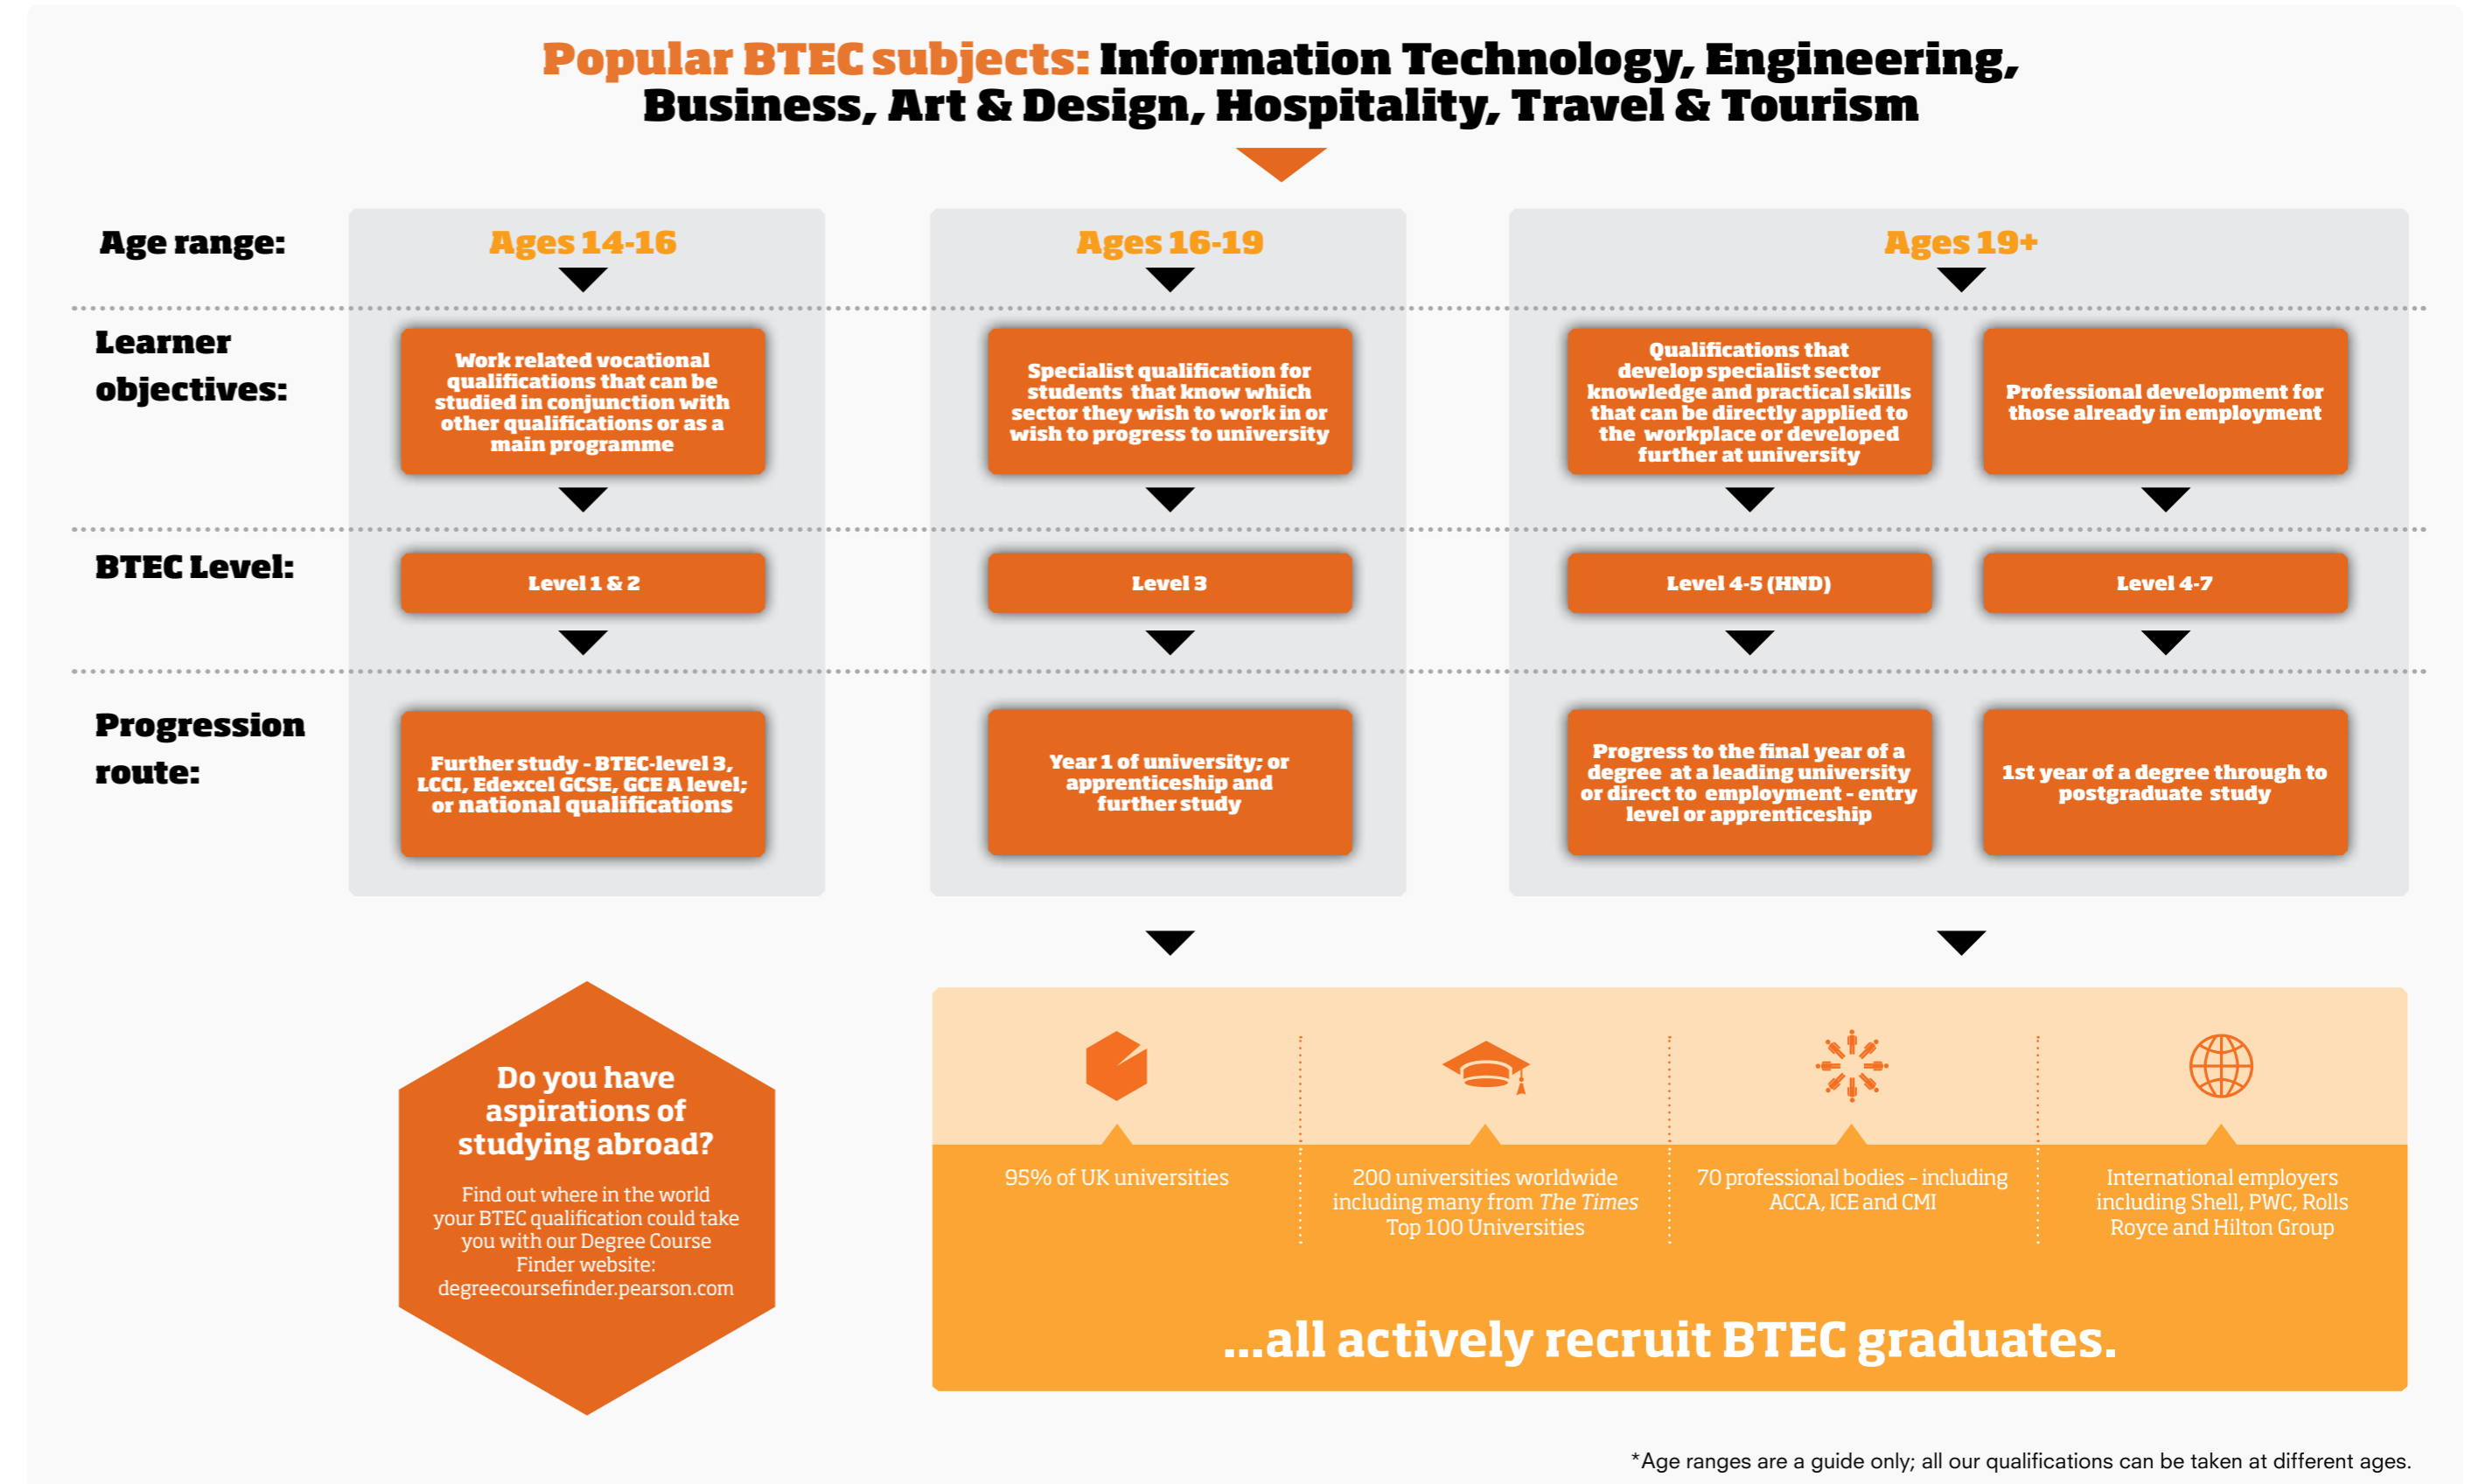 Popular BTEC subjects: Information Technology, Engineering,
Business, Art & Design, Hospitality, Travel & Tourism
Age range:
Ages 14-16
Ages 16-19
Ages 19+
Learner
objectives:
Work related vocational
qualifications that can be
studied in conjunction with
other qualifications or as a
main programme
Specialist qualification for
students that know which
sector they wish to work in or
wish to progress to university
Qualifications that
develop specialist sector
knowledge and practical skills
that can be directly applied to
the workplace or developed
further at university
Professional development for
those already in employment
BTEC Level:
Level 1 & 2
Level 3
Level 4-5 (HND)
Level 4-7
Progression
route:
Further study - BTEC-level 3,
LCCI, Edexcel GCSE, GCE A level;
or national qualifications
Year 1 of university; or
apprenticeship and
further study
Progress to the final year of a
degree at a leading university
or direct to employment - entry
level or apprenticeship
1st year of a degree through to
postgraduate study
Do you have
aspirations of
studying abroad?
Find out where in the world
your BTEC qualification could take
you with our Degree Course
Finder website:
degreecoursefinder.pearson.com
95% of UK universities
200 universities worldwide
including many from The Times
Top 100 Universities
70 professional bodies - including
ACCA, ICE and CMI
International employers
including Shell, PWC, Rolls
Royce and Hilton Group
...all actively recruit BTEC graduates.
*Age ranges are a guide only; all our qualifications can be taken at different ages.